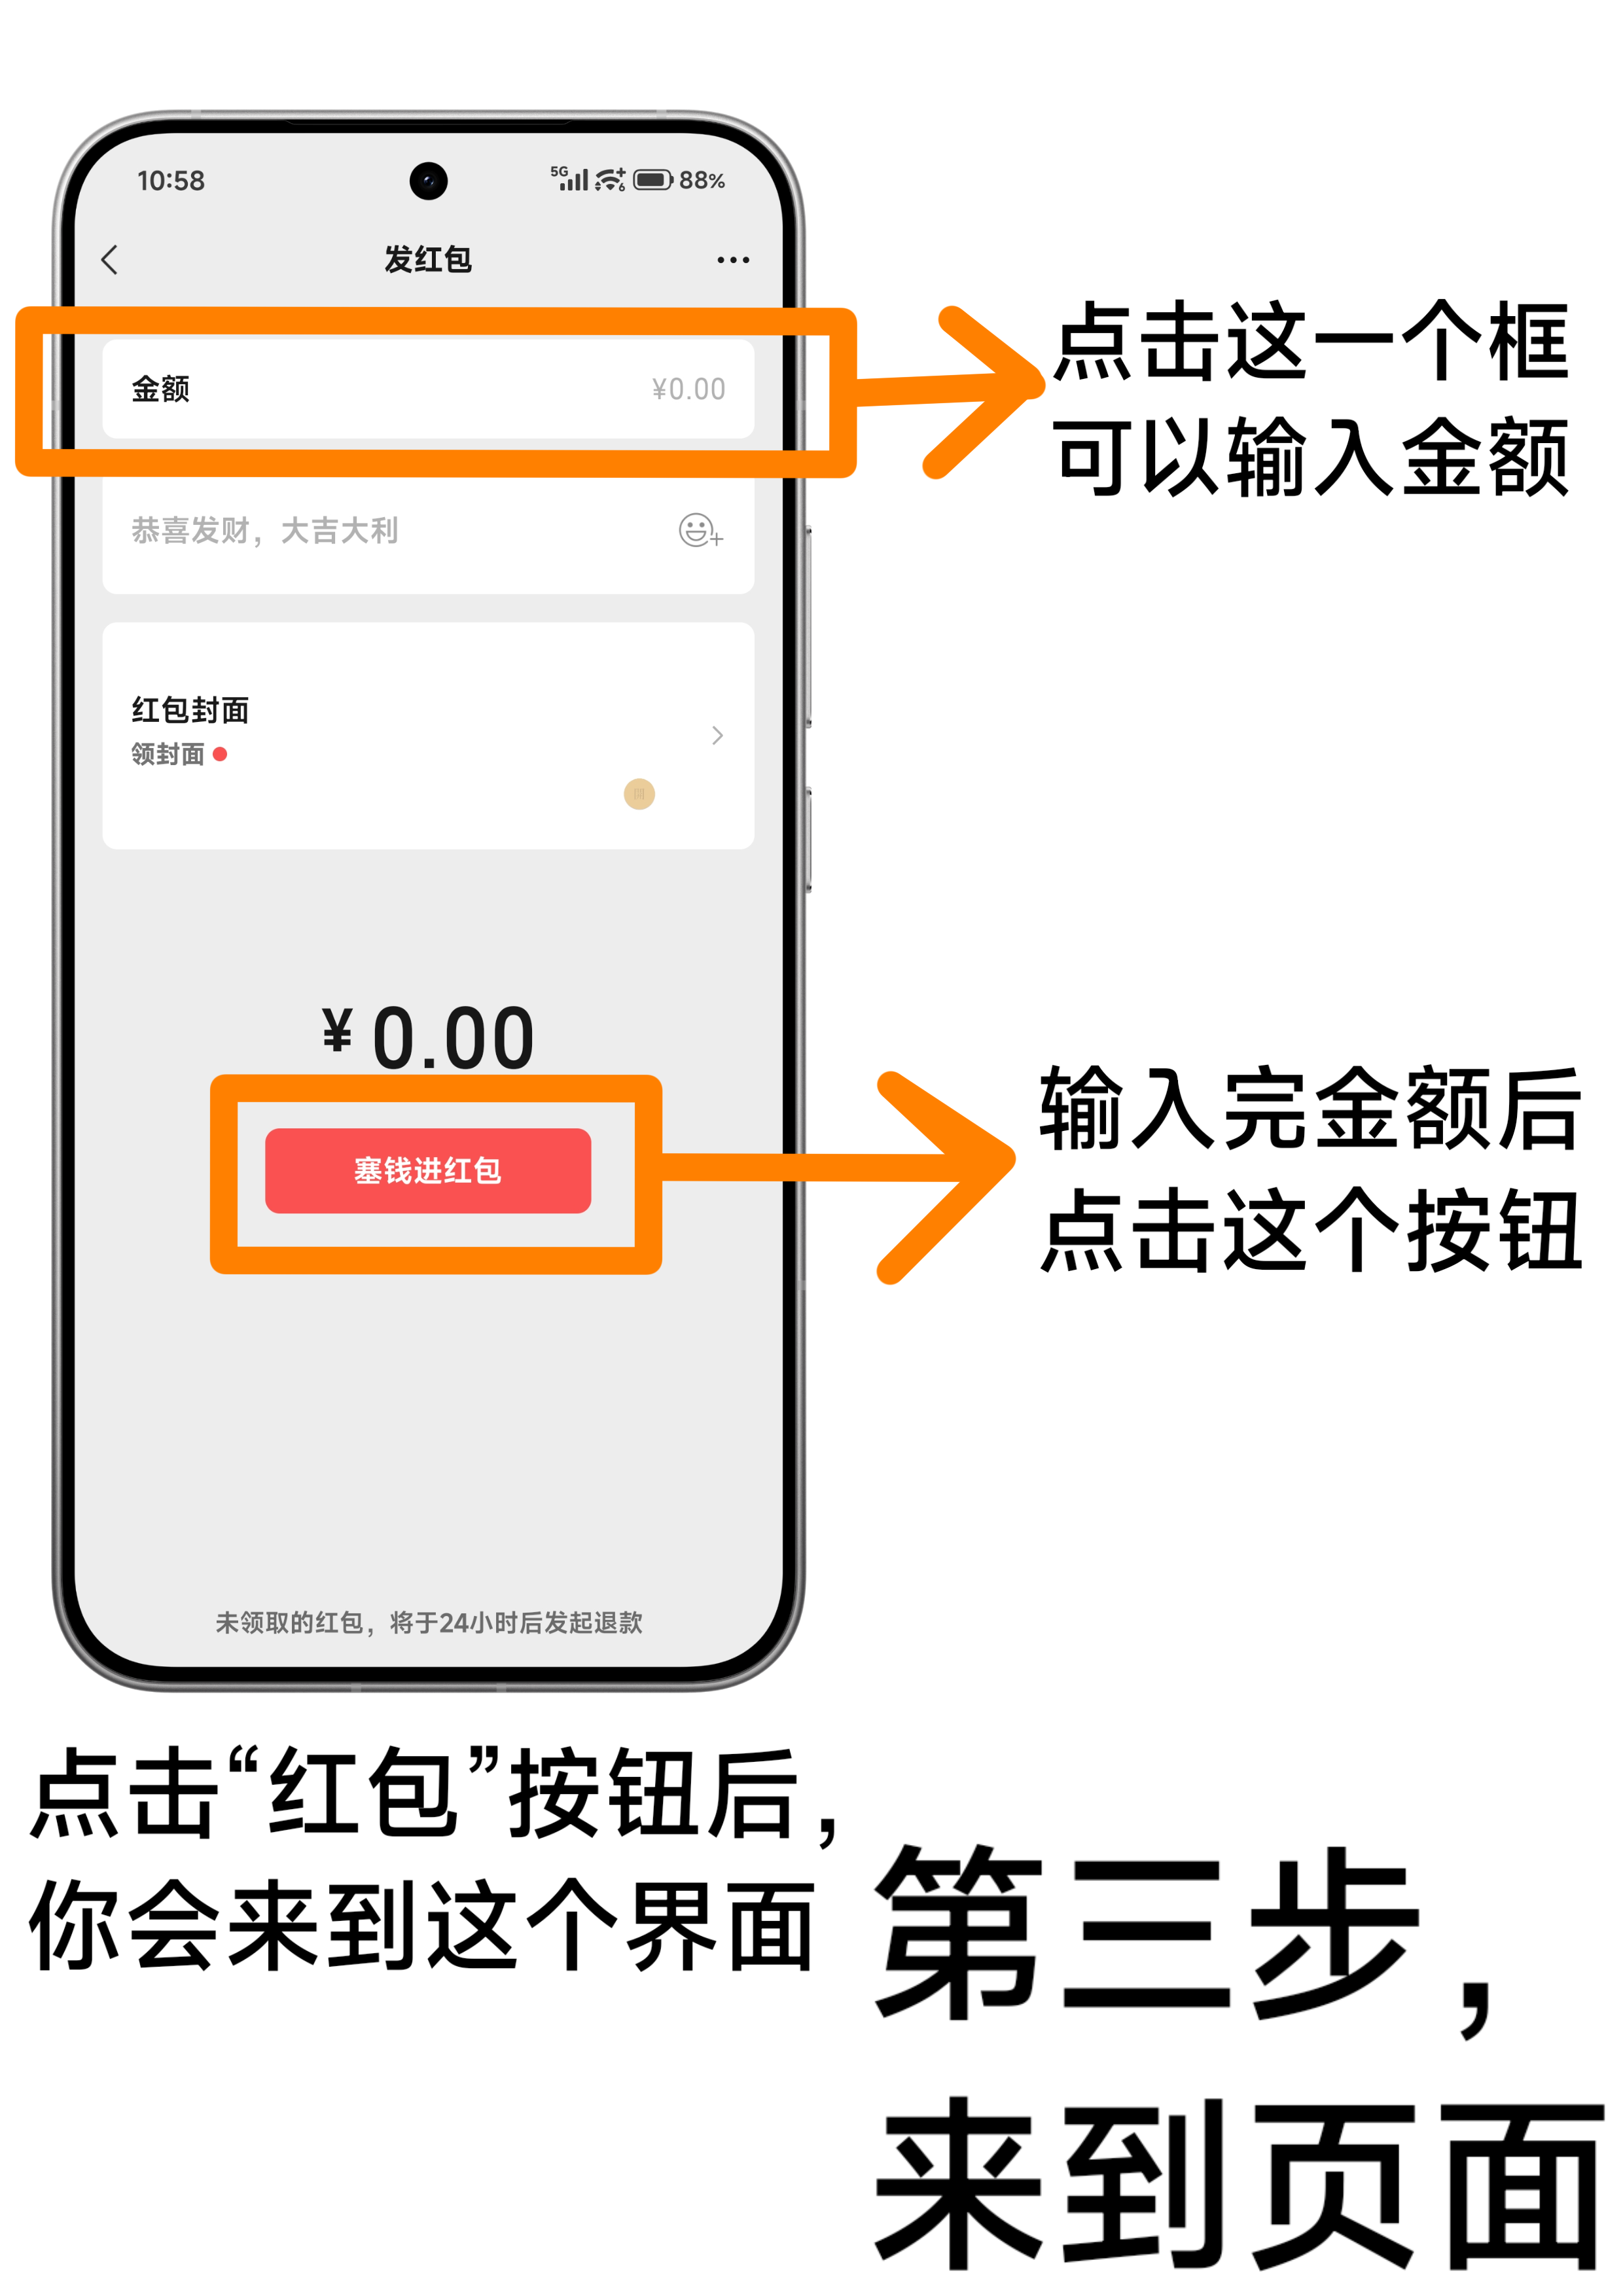 10:58
5G 6 88%
发红包
金额 ¥0.00
点击这一个框
可以输入金额
恭喜发财，大吉大利
红包封面
领封面
¥0.00
输入完金额后
点击这个按钮
塞钱进红包
未领取的红包，将于24小时后发起退款
点击“红包”按钮后，
你会来到这个界面
第三步，
来到页面